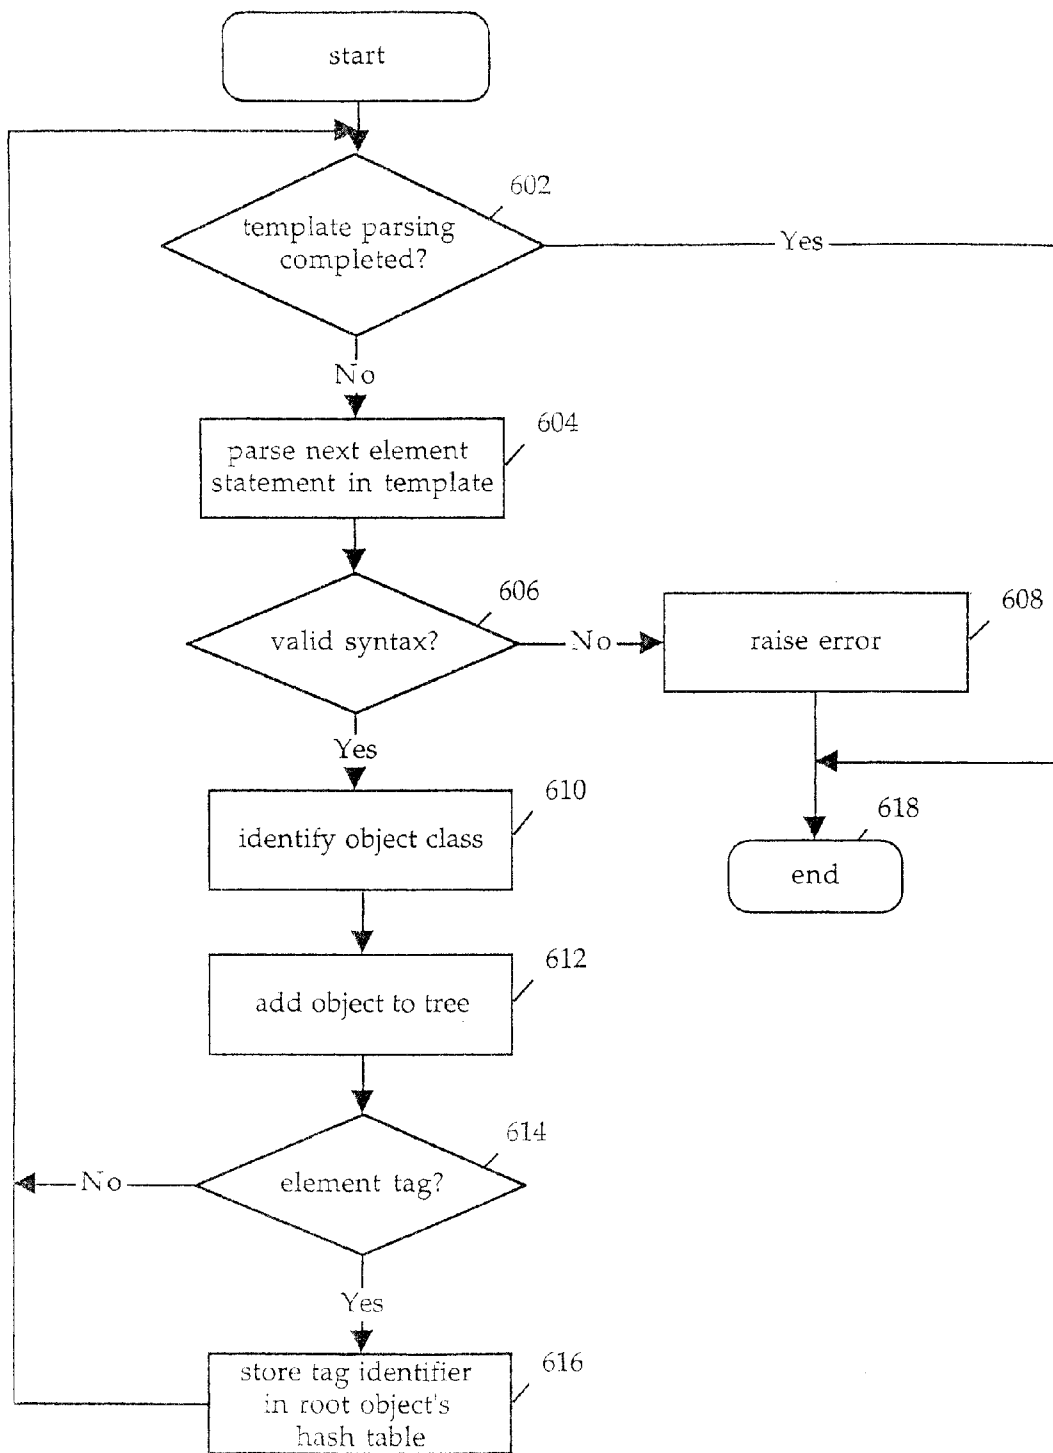 start
602
template parsing
completed?
Yes
No
604
parse next element
statement in template
606
valid syntax?
No
608
raise error
Yes
610
identify object class
618
end
612
add object to tree
614
element tag?
No
Yes
616
store tag identifier
in root object's
hash table